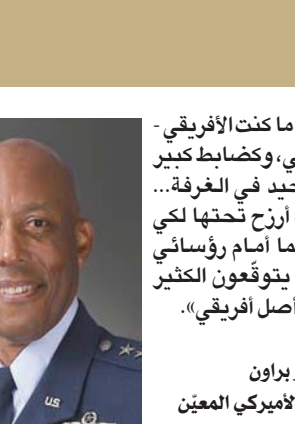 ما كنت الأفريقي -
ي، وكضابط كبير
حيد في الغرفة...
أرزح تحتها لكي
ما أمام رؤسائي
يتوقّعون الكثير
أصل أفريقي».
براون
لأميركي المعيّن
U.S.